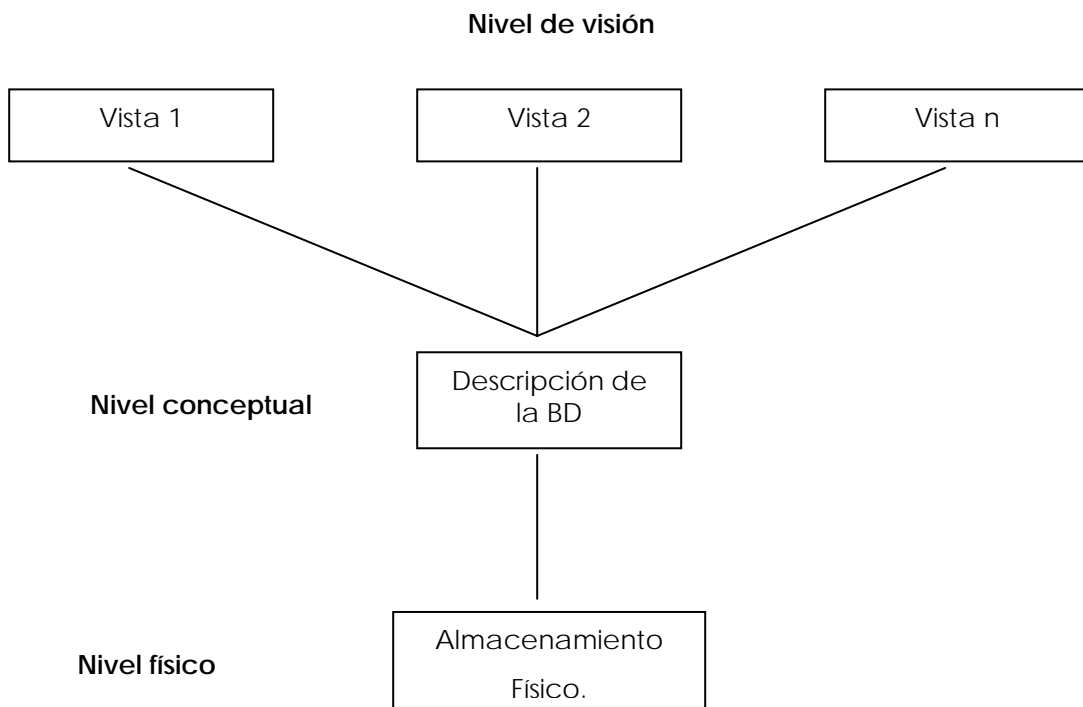 Nivel de visión
Vista 1
Vista 2
Vista n
Descripción de
la BD
Nivel conceptual
Almacenamiento
Físico.
Nivel físico